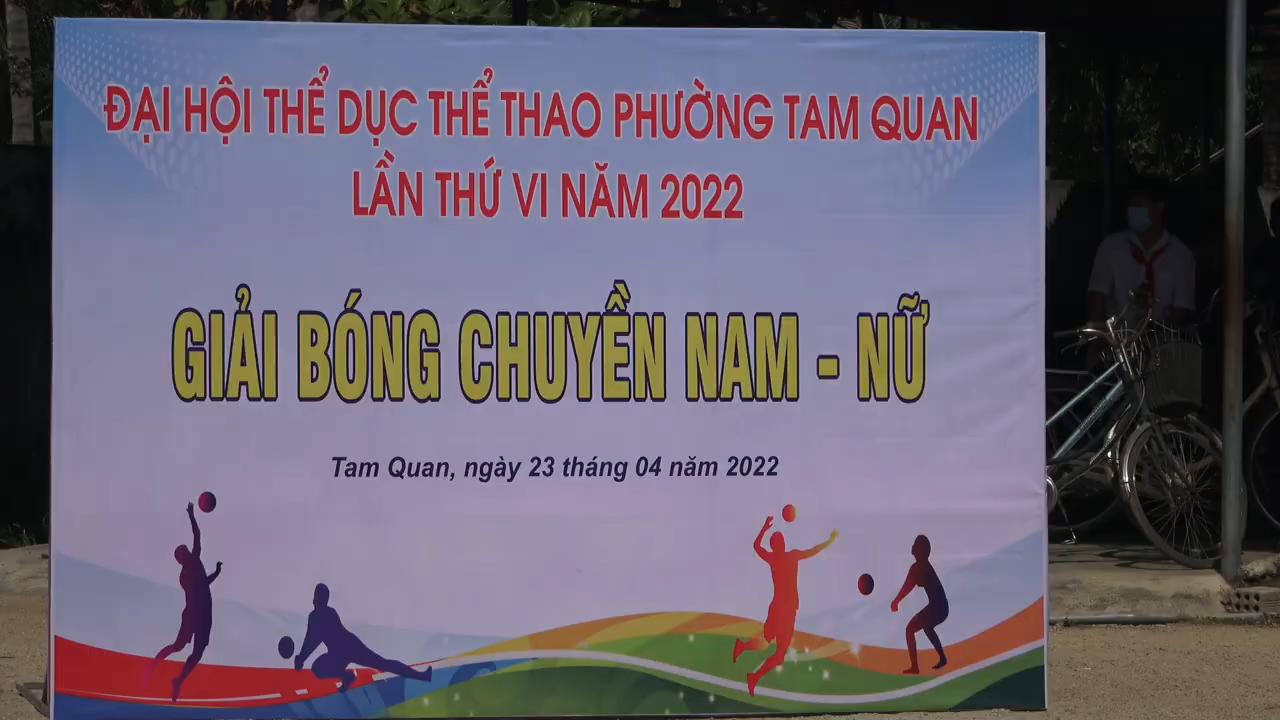 ĐẠI HỘI THỂ DỤC THỂ THAO PHƯỜNG TAM QUAN
LẦN THỨ VI NĂM 2022
GIẢI BÓNG CHUYỀN NAM - NỮ
Tam Quan, ngày 23 tháng 04 năm 2022